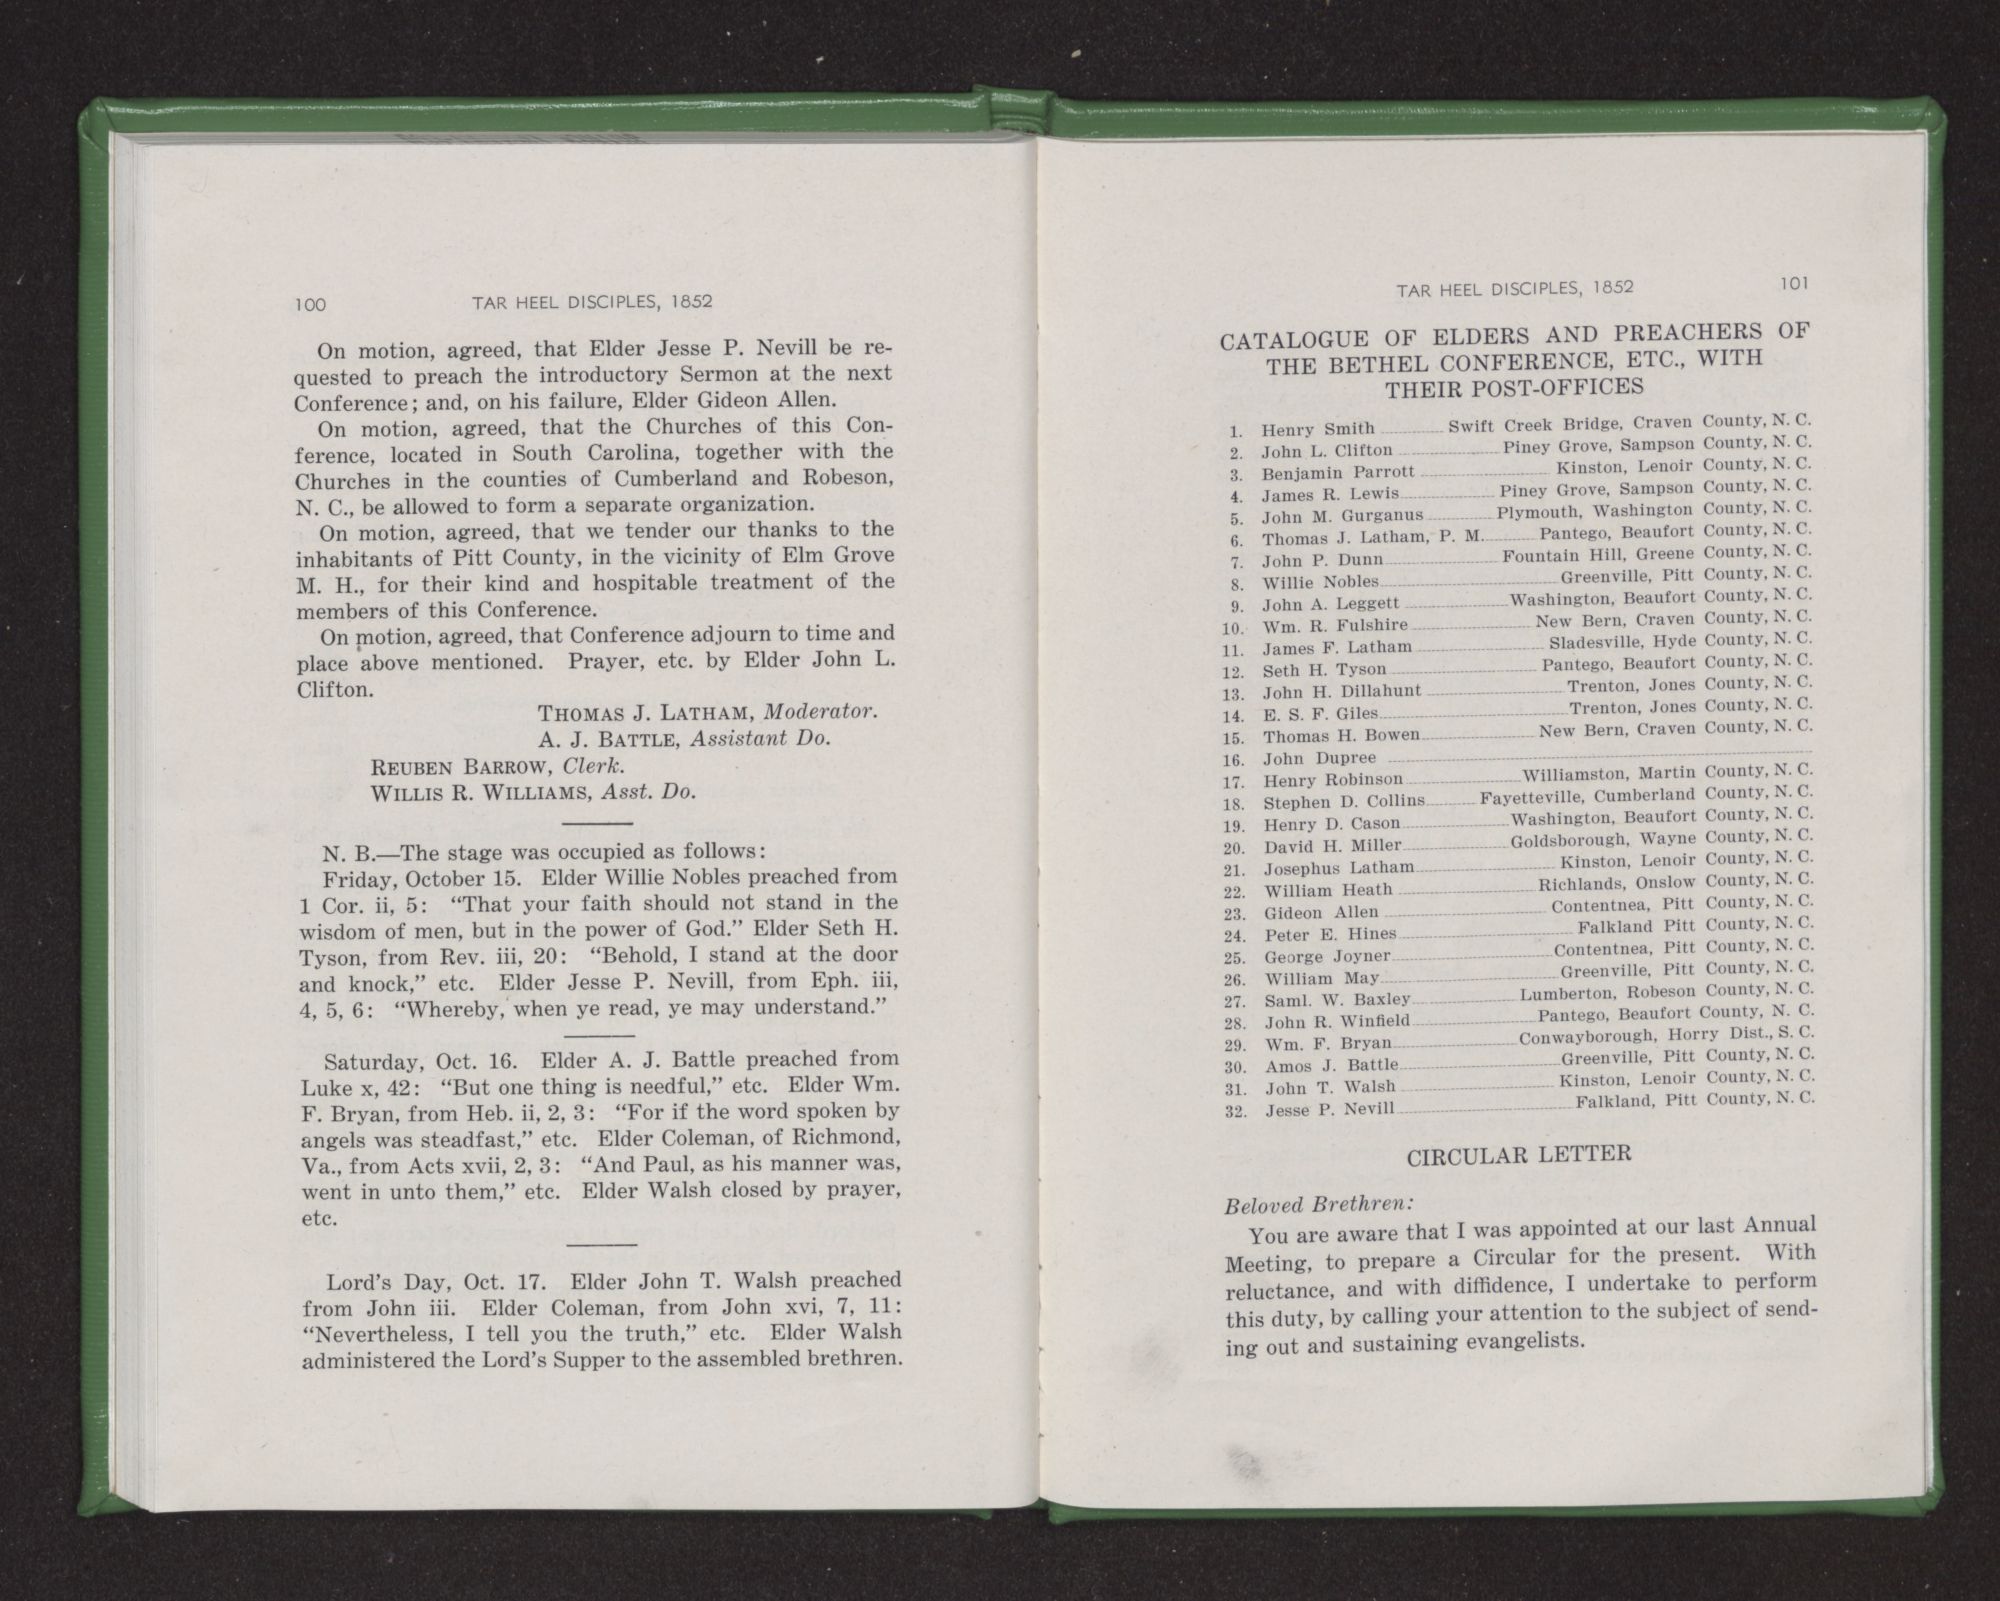 100
TAR HEEL DISCIPLES, 1852
On motion, agreed, that Elder Jesse P. Nevill be re-
quested to preach the introductory Sermon at the next
Conference; and, on his failure, Elder Gideon Allen.
On motion, agreed, that the Churches of this Con-
ference, located in South Carolina, together with the
Churches in the counties of Cumberland and Robeson,
N. C., be allowed to form a separate organization.
On motion, agreed, that we tender our thanks to the
inhabitants of Pitt County, in the vicinity of Elm Grove
M. H., for their kind and hospitable treatment of the
members of this Conference.
On motion, agreed, that Conference adjourn to time and
place above mentioned. Prayer, etc. by Elder John L.
Clifton.
THOMAS J. LATHAM, Moderator.
A. J. BATTLE, Assistant Do.
REUBEN BARROW, Clerk.
WILLIS R. WILLIAMS, Asst. Do.
N. B.—The stage was occupied as follows:
Friday, October 15. Elder Willie Nobles preached from
1 Cor. ii, 5: “That your faith should not stand in the
wisdom of men, but in the power of God.” Elder Seth H.
Tyson, from Rev. iii, 20: “Behold, I stand at the door
and knock,” etc. Elder Jesse P. Nevill, from Eph. iii,
4, 5, 6: “Whereby, when ye read, ye may understand.”
Saturday, Oct. 16. Elder A. J. Battle preached from
Luke x, 42: “But one thing is needful,” etc. Elder Wm.
F. Bryan, from Heb. ii, 2, 3: “For if the word spoken by
angels was steadfast,” etc. Elder Coleman, of Richmond,
Va., from Acts xvii, 2, 3: “And Paul, as his manner was,
went in unto them,” etc. Elder Walsh closed by prayer,
etc.
Lord’s Day, Oct. 17. Elder John T. Walsh preached
from John iii. Elder Coleman, from John xvi, 7, 11:
“Nevertheless, I tell you the truth,” etc. Elder Walsh
administered the Lord’s Supper to the assembled brethren.
TAR HEEL DISCIPLES, 1852
101
CATALOGUE OF ELDERS AND PREACHERS OF
THE BETHEL CONFERENCE, ETC., WITH
THEIR POST-OFFICES
1. Henry Smith Swift Creek Bridge, Craven County, N. C.
2. John L. Clifton Piney Grove, Sampson County, N. C.
3. Benjamin Parrott Kinston, Lenoir County, N. C.
4. James R. Lewis Piney Grove, Sampson County, N. C.
5. John M. Gurganus Plymouth, Washington County, N. C.
6. Thomas J. Latham, P. M. Pantego, Beaufort County, N. C.
7. John P. Dunn Fountain Hill, Greene County, N. C.
8. Willie Nobles Greenville, Pitt County, N. C.
9. John A. Leggett Washington, Beaufort County, N. C.
10. Wm. R. Fulshire New Bern, Craven County, N. C.
11. James F. Latham Sladesville, Hyde County, N. C.
12. Seth H. Tyson Pantego, Beaufort County, N. C.
13. John H. Dillahunt Trenton, Jones County, N. C.
14. E. S. F. Giles Trenton, Jones County, N. C.
15. Thomas H. Bowen New Bern, Craven County, N. C.
16. John Dupree
17. Henry Robinson Williamston, Martin County, N. C.
18. Stephen D. Collins Fayetteville, Cumberland County, N. C.
19. Henry D. Cason Washington, Beaufort County, N. C.
20. David H. Miller Goldsborough, Wayne County, N. C.
21. Josephus Latham Kinston, Lenoir County, N. C.
22. William Heath Richlands, Onslow County, N. C.
23. Gideon Allen Contentnea, Pitt County, N. C.
24. Peter E. Hines Falkland Pitt County, N. C.
25. George Joyner Contentnea, Pitt County, N. C.
26. William May Greenville, Pitt County, N. C.
27. Saml. W. Baxley Lumberton, Robeson County, N. C.
28. John R. Winfield Pantego, Beaufort County, N. C.
29. Wm. F. Bryan Conwayborough, Horry Dist., S. C.
30. Amos J. Battle Greenville, Pitt County, N. C.
31. John T. Walsh Kinston, Lenoir County, N. C.
32. Jesse P. Nevill Falkland, Pitt County, N. C.
CIRCULAR LETTER
Beloved Brethren:
You are aware that I was appointed at our last Annual
Meeting, to prepare a Circular for the present. With
reluctance, and with diffidence, I undertake to perform
this duty, by calling your attention to the subject of send-
ing out and sustaining evangelists.